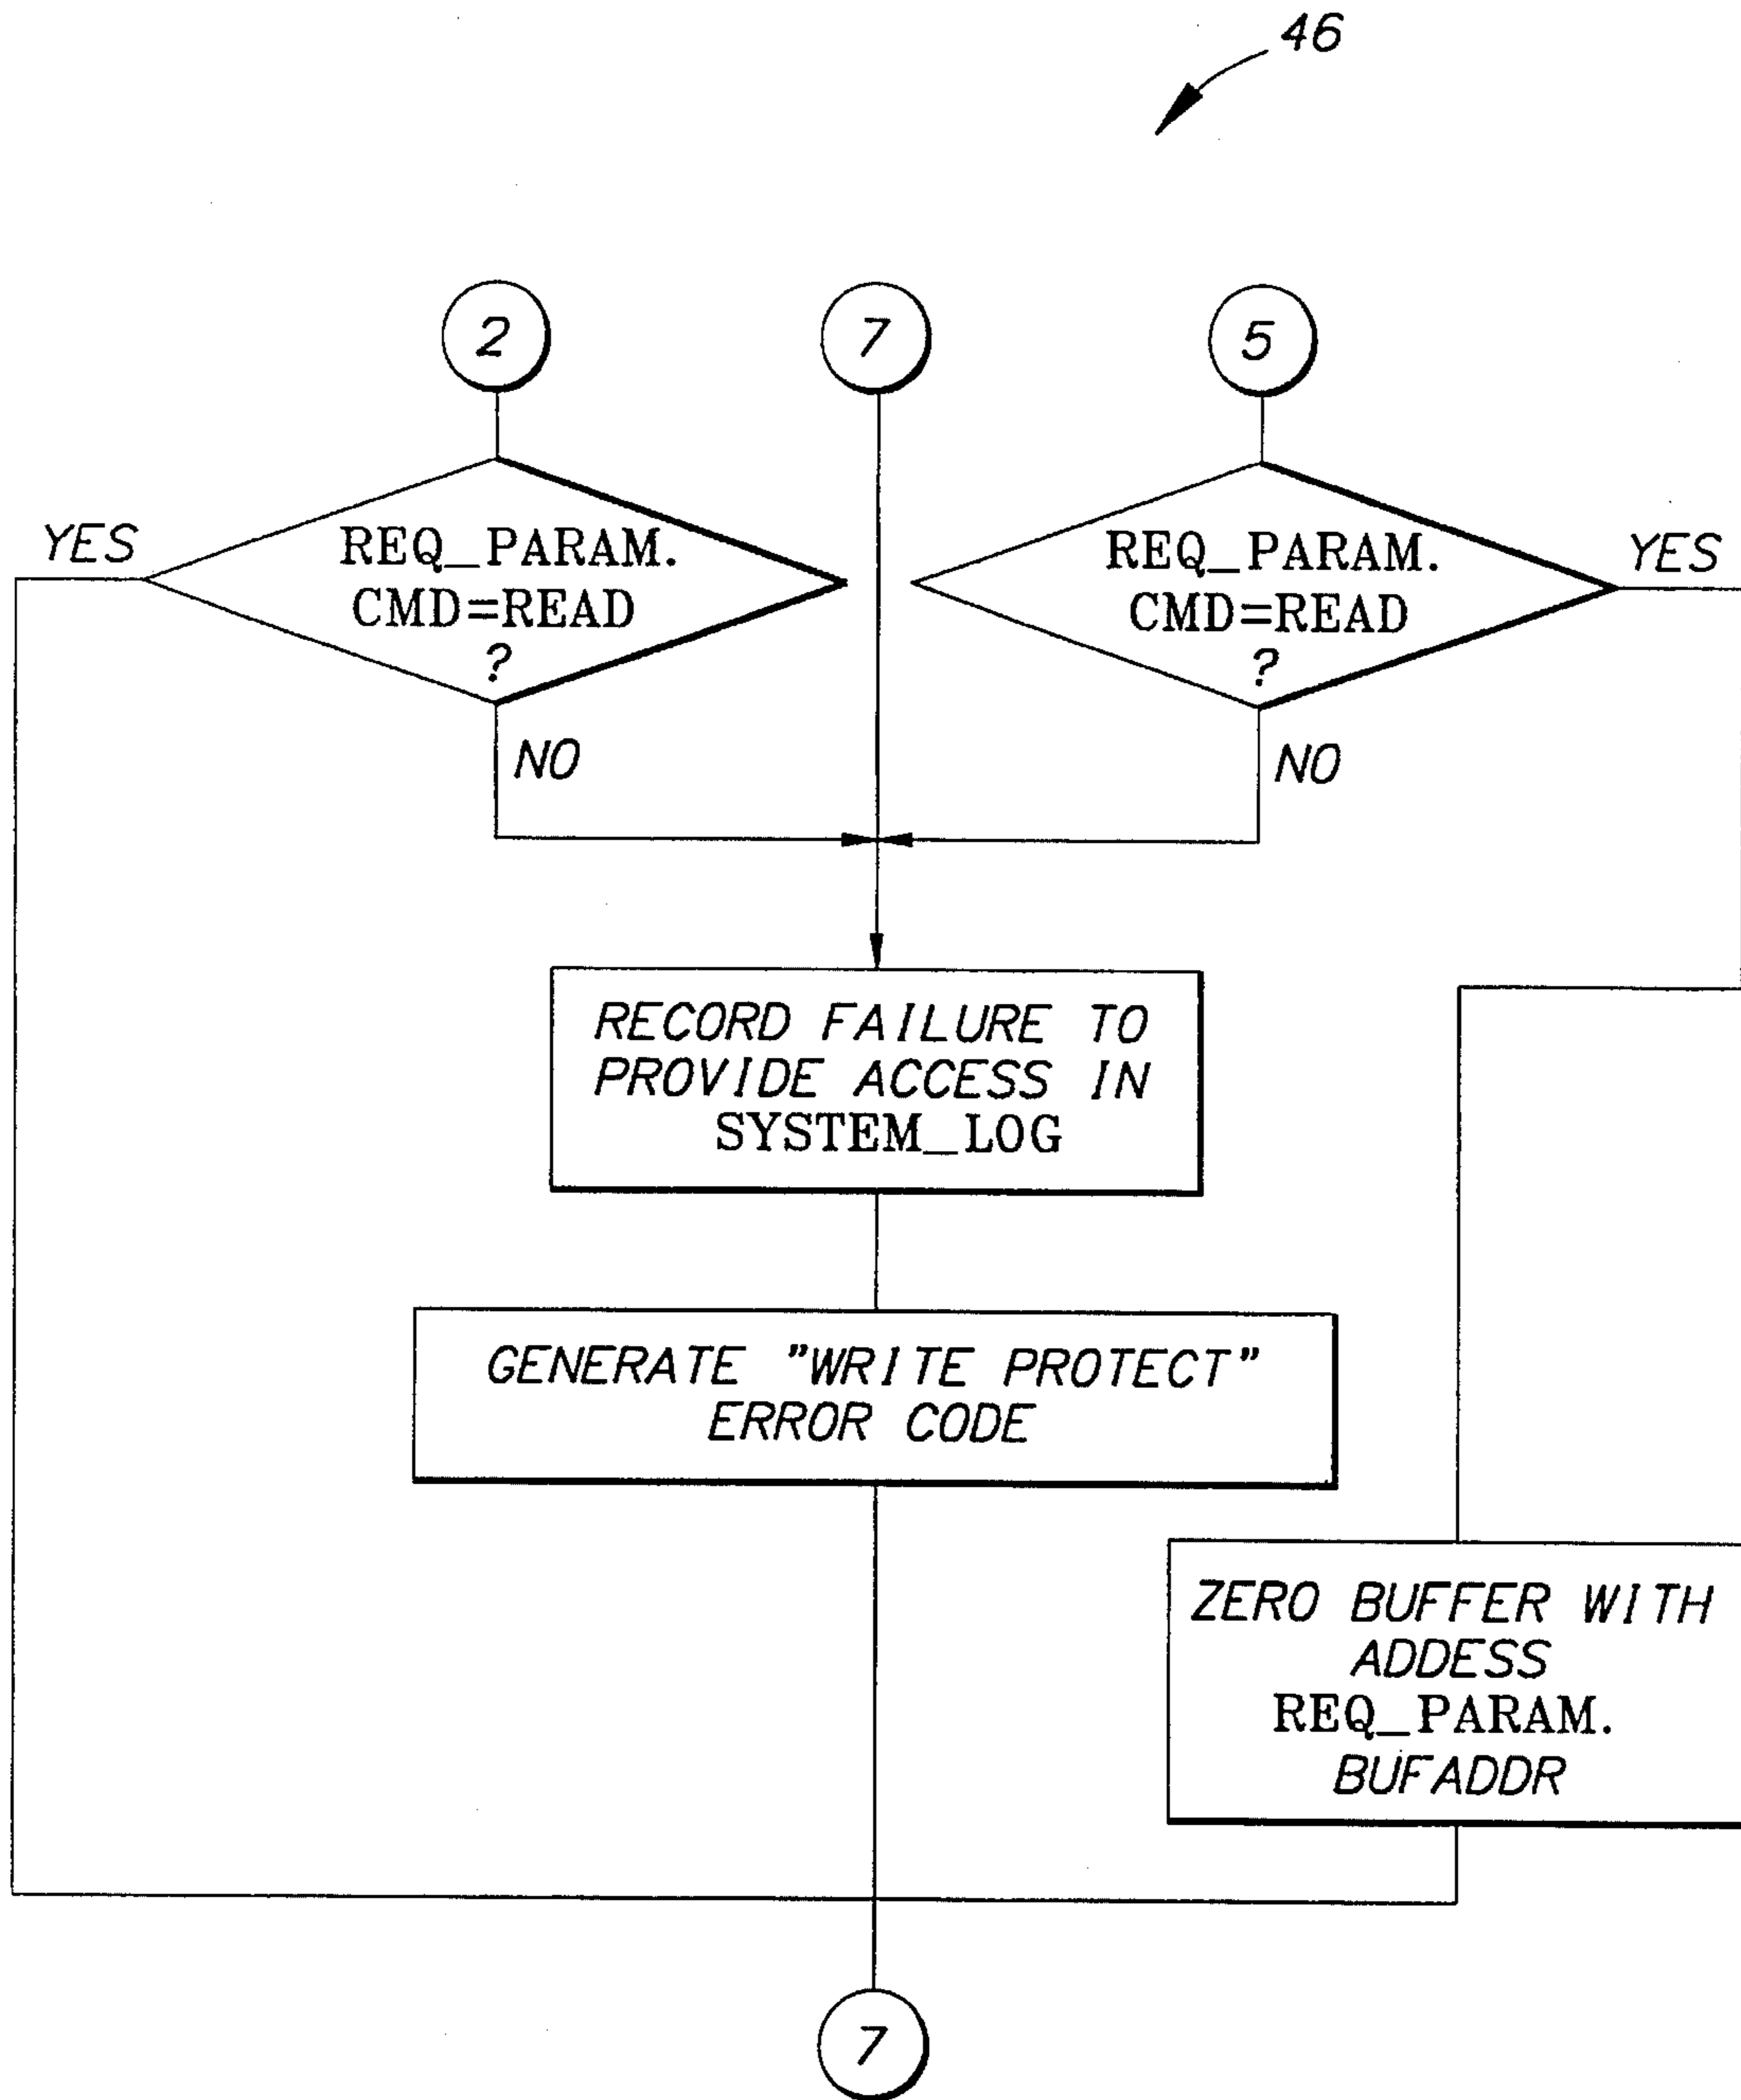 46
2
7
5
YES
REQ_PARAM.
CMD=READ
?
NO
REQ_PARAM.
CMD=READ
?
YES
NO
RECORD FAILURE TO
PROVIDE ACCESS IN
SYSTEM_LOG
GENERATE "WRITE PROTECT"
ERROR CODE
ZERO BUFFER WITH
ADDESS
REQ_PARAM.
BUFADDR
7